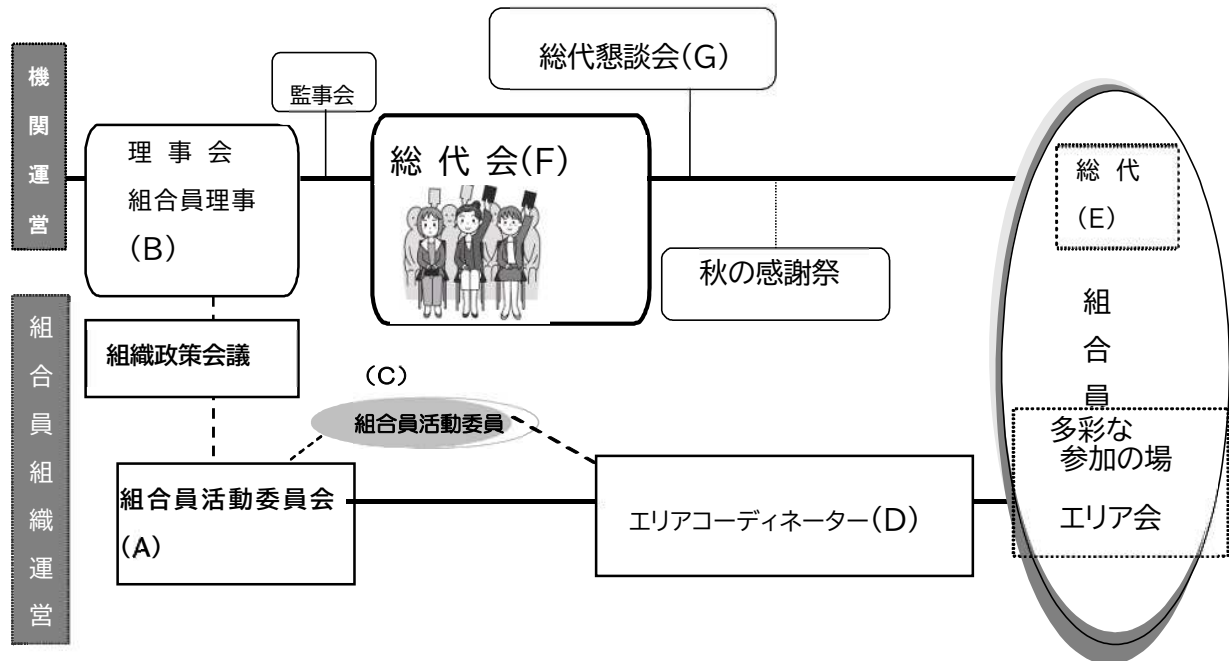 機関運営
監事会
総代懇談会(G)
理事会
組合員理事
(B)
総代会(F)
総代
(E)
秋の感謝祭
組合員組織運営
組織政策会議
(C)
組合員活動委員
組合員
多彩な
参加の場
エリア会
組合員活動委員会
(A)
エリアコーディネーター(D)